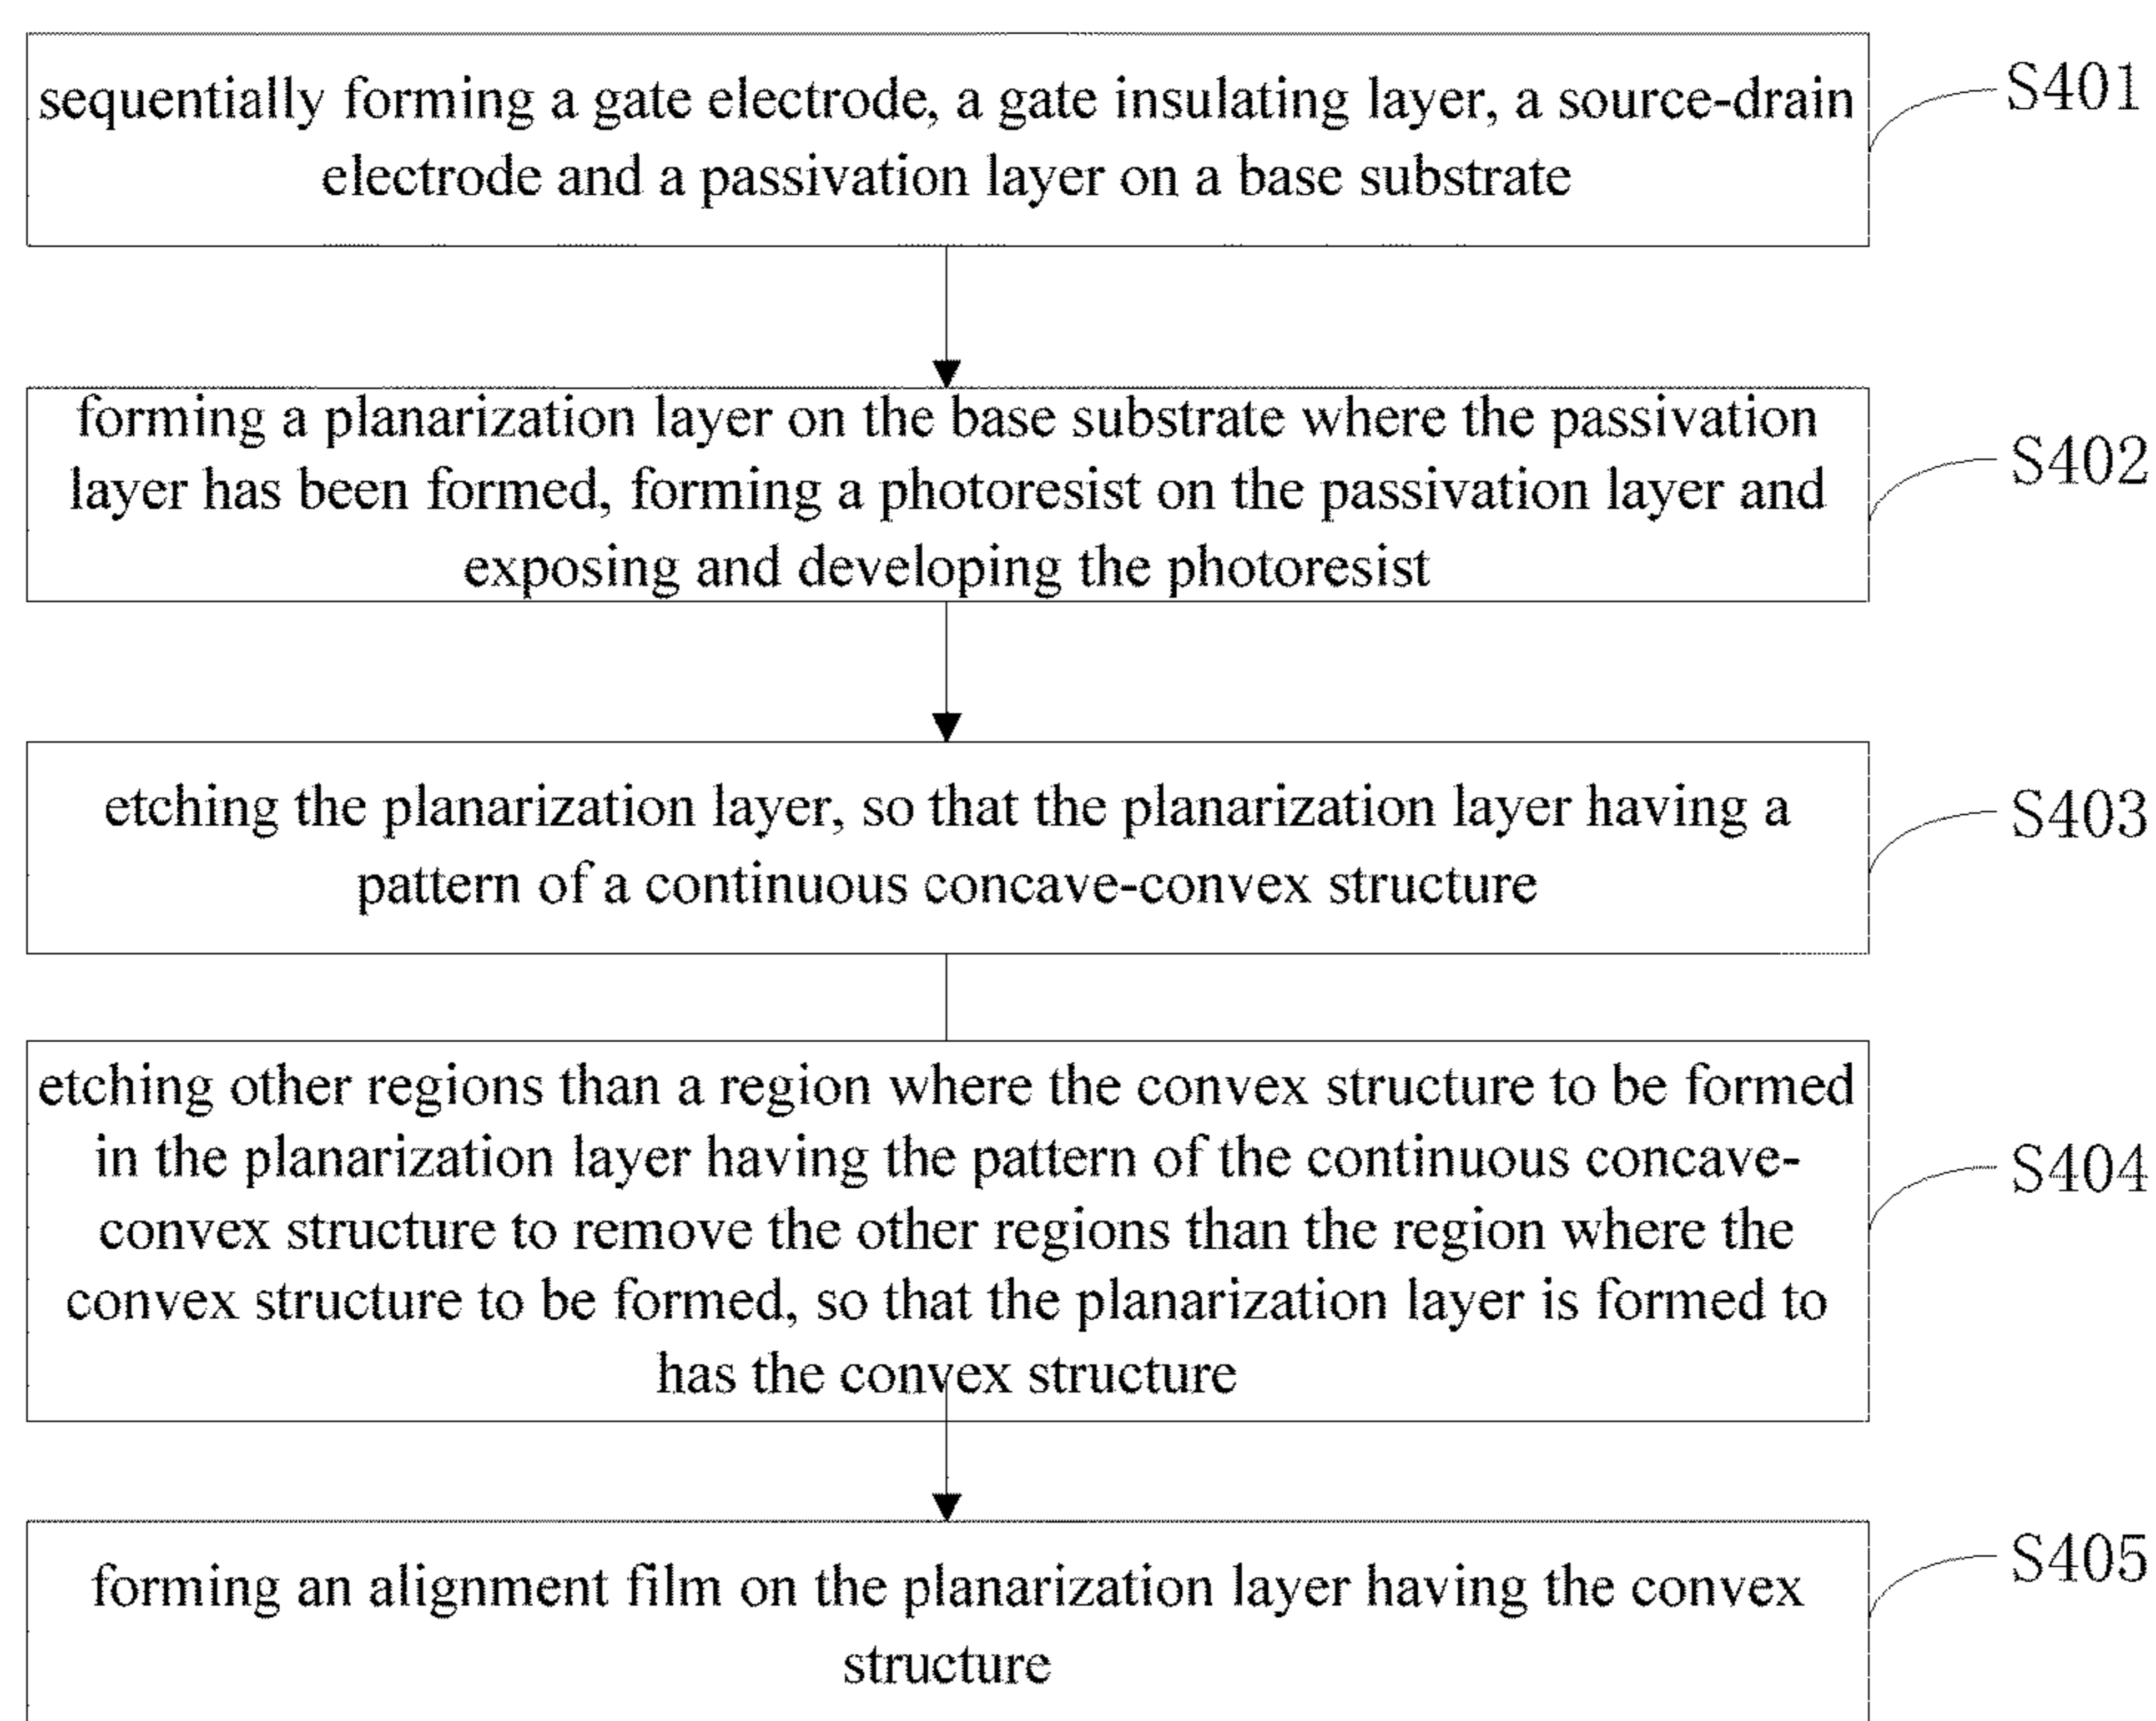 sequentially forming a gate electrode, a gate insulating layer, a source-drain
electrode and a passivation layer on a base substrate
S401
forming a planarization layer on the base substrate where the passivation
layer has been formed, forming a photoresist on the passivation layer and
exposing and developing the photoresist
S402
etching the planarization layer, so that the planarization layer having a
pattern of a continuous concave-convex structure
S403
etching other regions than a region where the convex structure to be formed
in the planarization layer having the pattern of the continuous concave-
convex structure to remove the other regions than the region where the
convex structure to be formed, so that the planarization layer is formed to
has the convex structure
S404
forming an alignment film on the planarization layer having the convex
structure
S405